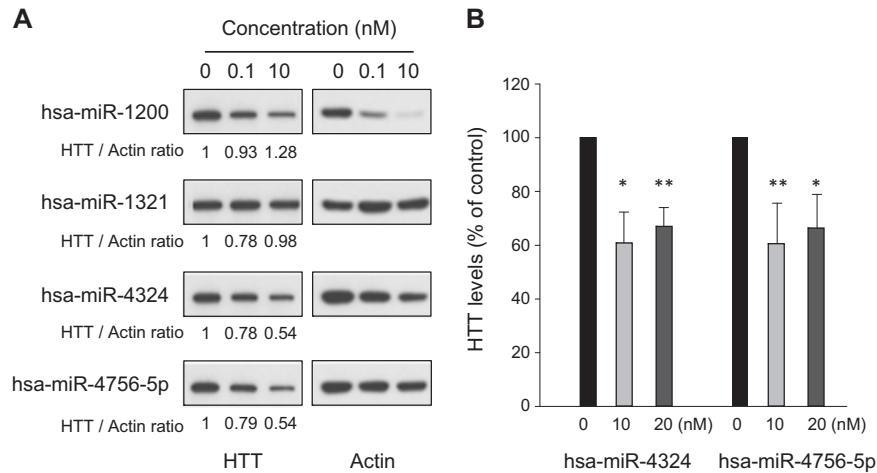 A
Concentration (nM)
0 0.1 10 0 0.1 10
hsa-miR-1200
HTT / Actin ratio 1 0.93 1.28
hsa-miR-1321
HTT / Actin ratio 1 0.78 0.98
hsa-miR-4324
HTT / Actin ratio 1 0.78 0.54
hsa-miR-4756-5p
HTT / Actin ratio 1 0.79 0.54
HTT Actin
B
HTT levels (% of control)
120
100
80
60
40
20
0
* ** ** *
0 10 20 (nM) 0 10 20 (nM)
hsa-miR-4324 hsa-miR-4756-5p